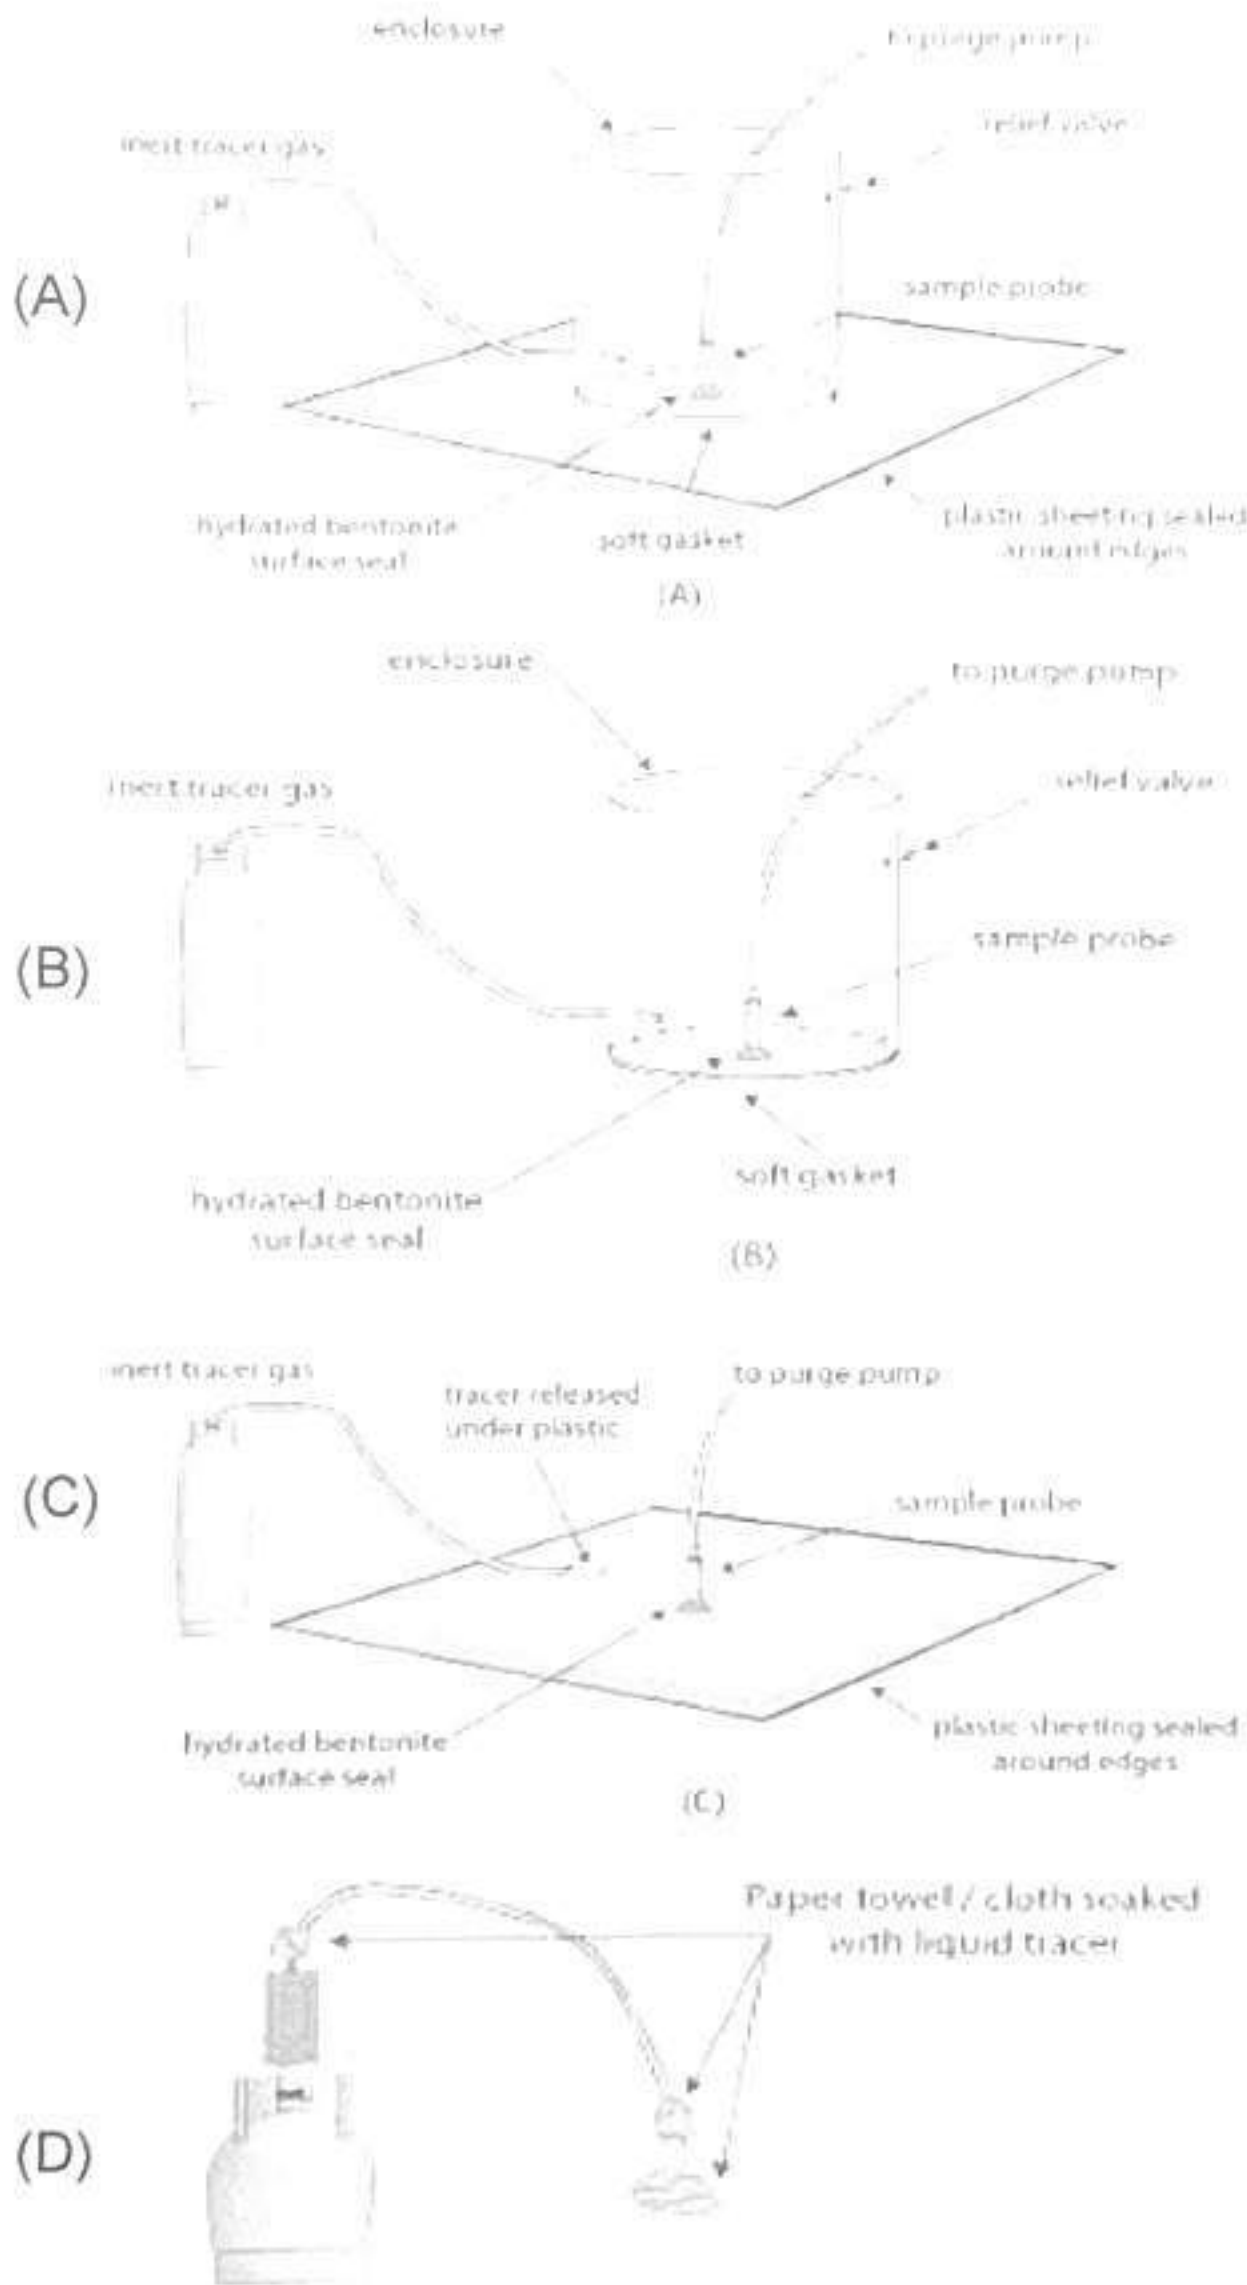 enclosure
to purge pump
inert tracer gas
relief valve
(A)
sample probe
hydrated bentonite
surface seal
soft gasket
plastic sheeting sealed
around edges
(A)
enclosure
to purge pump
inert tracer gas
relief valve
(B)
sample probe
soft gasket
hydrated bentonite
surface seal
(B)
inert tracer gas
tracer released
under plastic
to purge pump
(C)
sample probe
hydrated bentonite
surface seal
plastic sheeting sealed
around edges
(C)
Paper towel / cloth soaked
with liquid tracer
(D)